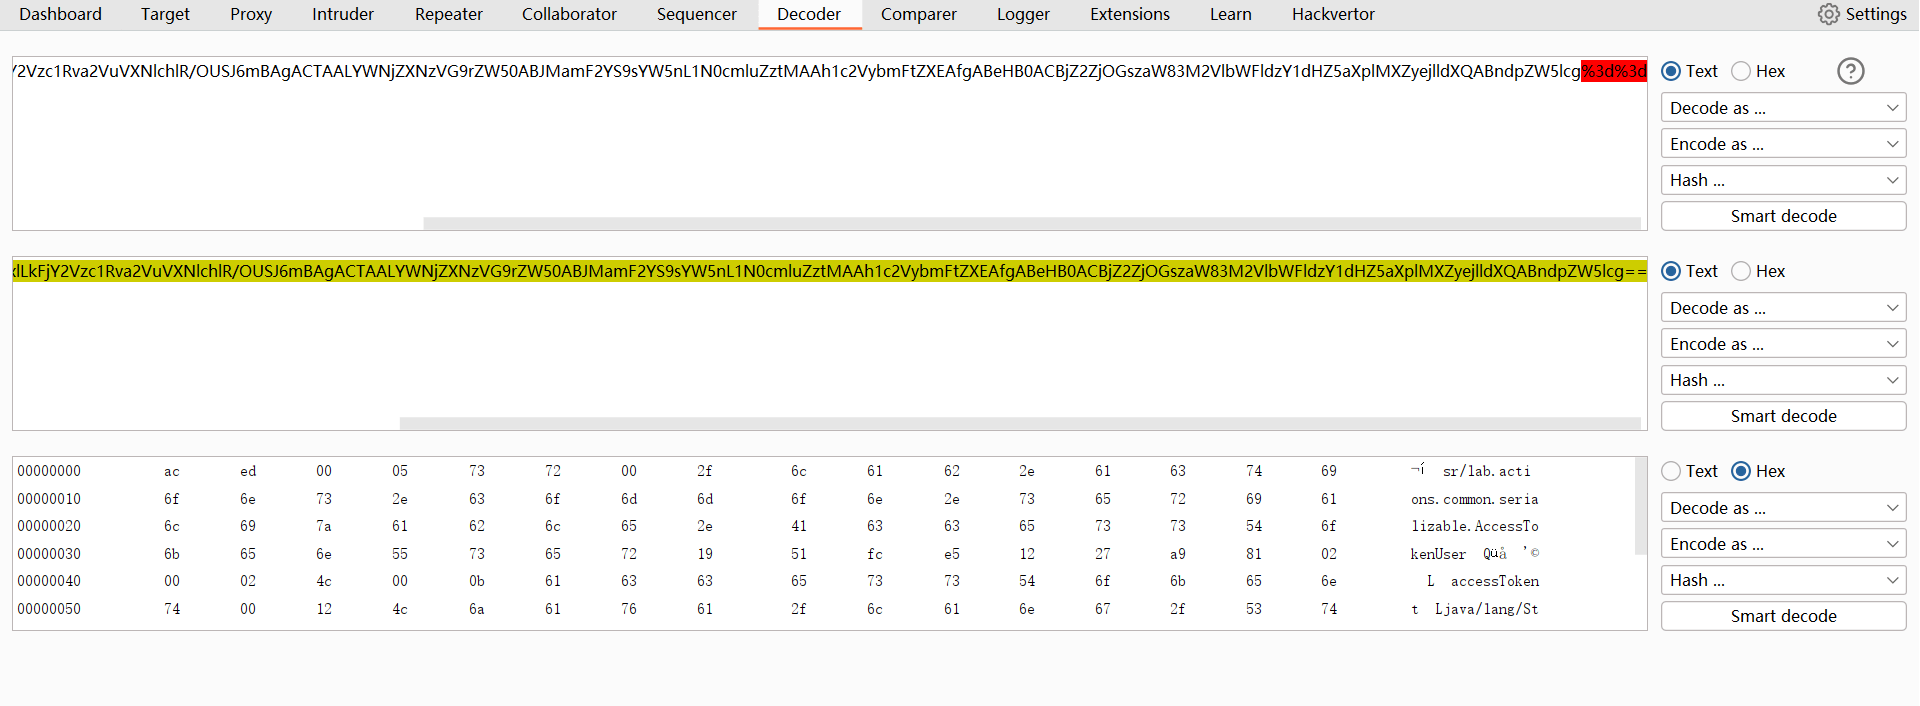 Dashboard Target Proxy Intruder Repeater Collaborator Sequencer Decoder Comparer Logger Extensions Learn Hackvertor Settings
Y2Vzc1Rva2VuVXNlchlR/OUSJ6mBAgACTAALYWNjZXNzVG9rZW50ABJMamF2YS9sYW5nL1N0cmluZztMAAh1c2VybmFtZXEAfgABeHB0ACBjZ2ZjOGszaW83M2VlbWFldzY1dHZ5aXplMXZyejlldXQABndpZW5lcg%3d%3d
Text Hex
Decode as ...
Encode as ...
Hash ...
Smart decode
lLkFjY2Vzc1Rva2VuVXNlchlR/OUSJ6mBAgACTAALYWNjZXNzVG9rZW50ABJMamF2YS9sYW5nL1N0cmluZztMAAh1c2VybmFtZXEAfgABeHB0ACBjZ2ZjOGszaW83M2VlbWFldzY1dHZ5aXplMXZyejlldXQABndpZW5lcg==
Text Hex
Decode as ...
Encode as ...
Hash ...
Smart decode
00000000 ac ed 00 05 73 72 00 2f 6c 61 62 2e 61 63 74 69 ¬í sr/lab.acti
00000010 6f 6e 73 2e 63 6f 6d 6d 6f 6e 2e 73 65 72 69 61 ons.common.seria
00000020 6c 69 7a 61 62 6c 65 2e 41 63 63 65 73 73 54 6f lizable.AccessTo
00000030 6b 65 6e 55 73 65 72 19 51 fc e5 12 27 a9 81 02 kenUser Qüå '©
00000040 00 02 4c 00 0b 61 63 63 65 73 73 54 6f 6b 65 6e L accessToken
00000050 74 00 12 4c 6a 61 76 61 2f 6c 61 6e 67 2f 53 74 t Ljava/lang/St
Text Hex
Decode as ...
Encode as ...
Hash ...
Smart decode